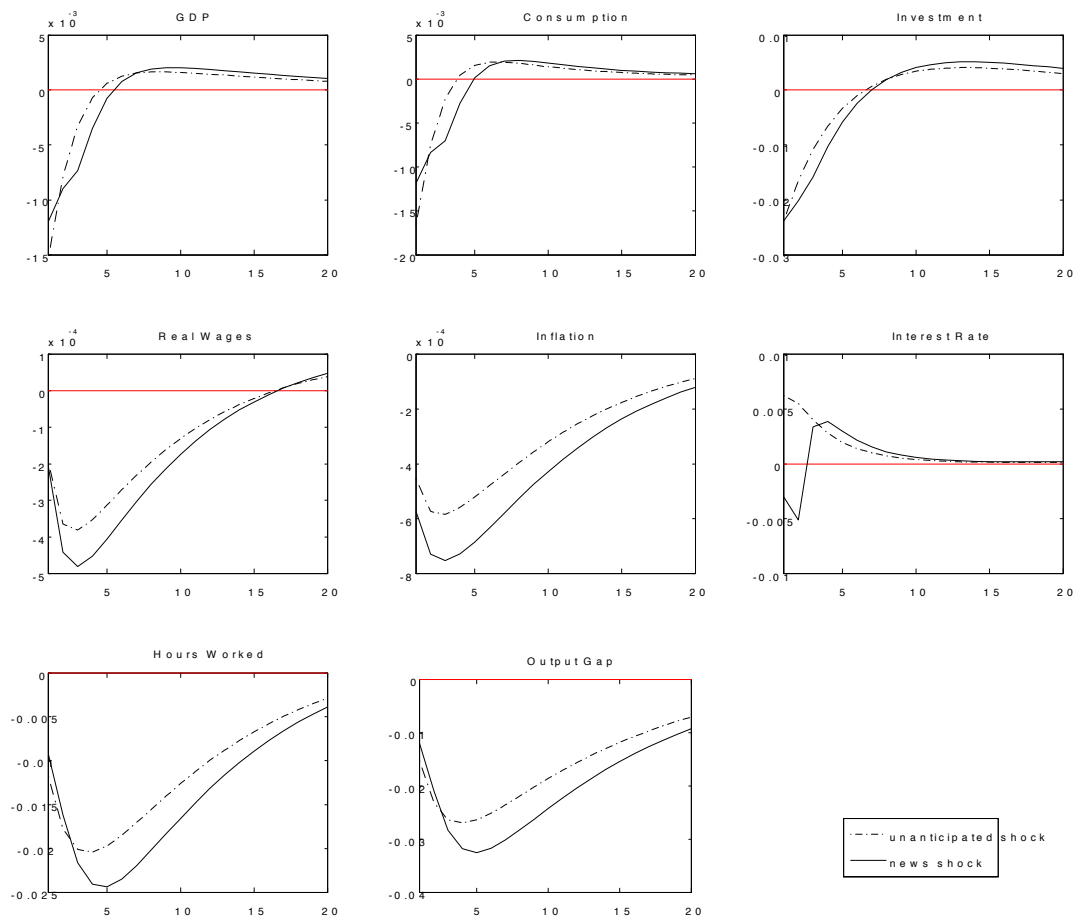 GDP
x 10 -3
5
0
-5
-10
-15
5 10 15 20
Consumption
x 10 -3
5
0
-5
-10
-15
-20
5 10 15 20
Investment
0.01
0
-0.01
-0.02
-0.03
5 10 15 20
Real Wages
x 10 -4
1
0
-1
-2
-3
-4
-5
5 10 15 20
Inflation
x 10 -4
0
-2
-4
-6
-8
5 10 15 20
Interest Rate
0.01
0.005
0
-0.005
-0.01
5 10 15 20
Hours Worked
0
-0.005
-0.01
-0.015
-0.02
-0.025
5 10 15 20
Output Gap
0
-0.01
-0.02
-0.03
-0.04
5 10 15 20
unanticipated shock
news shock